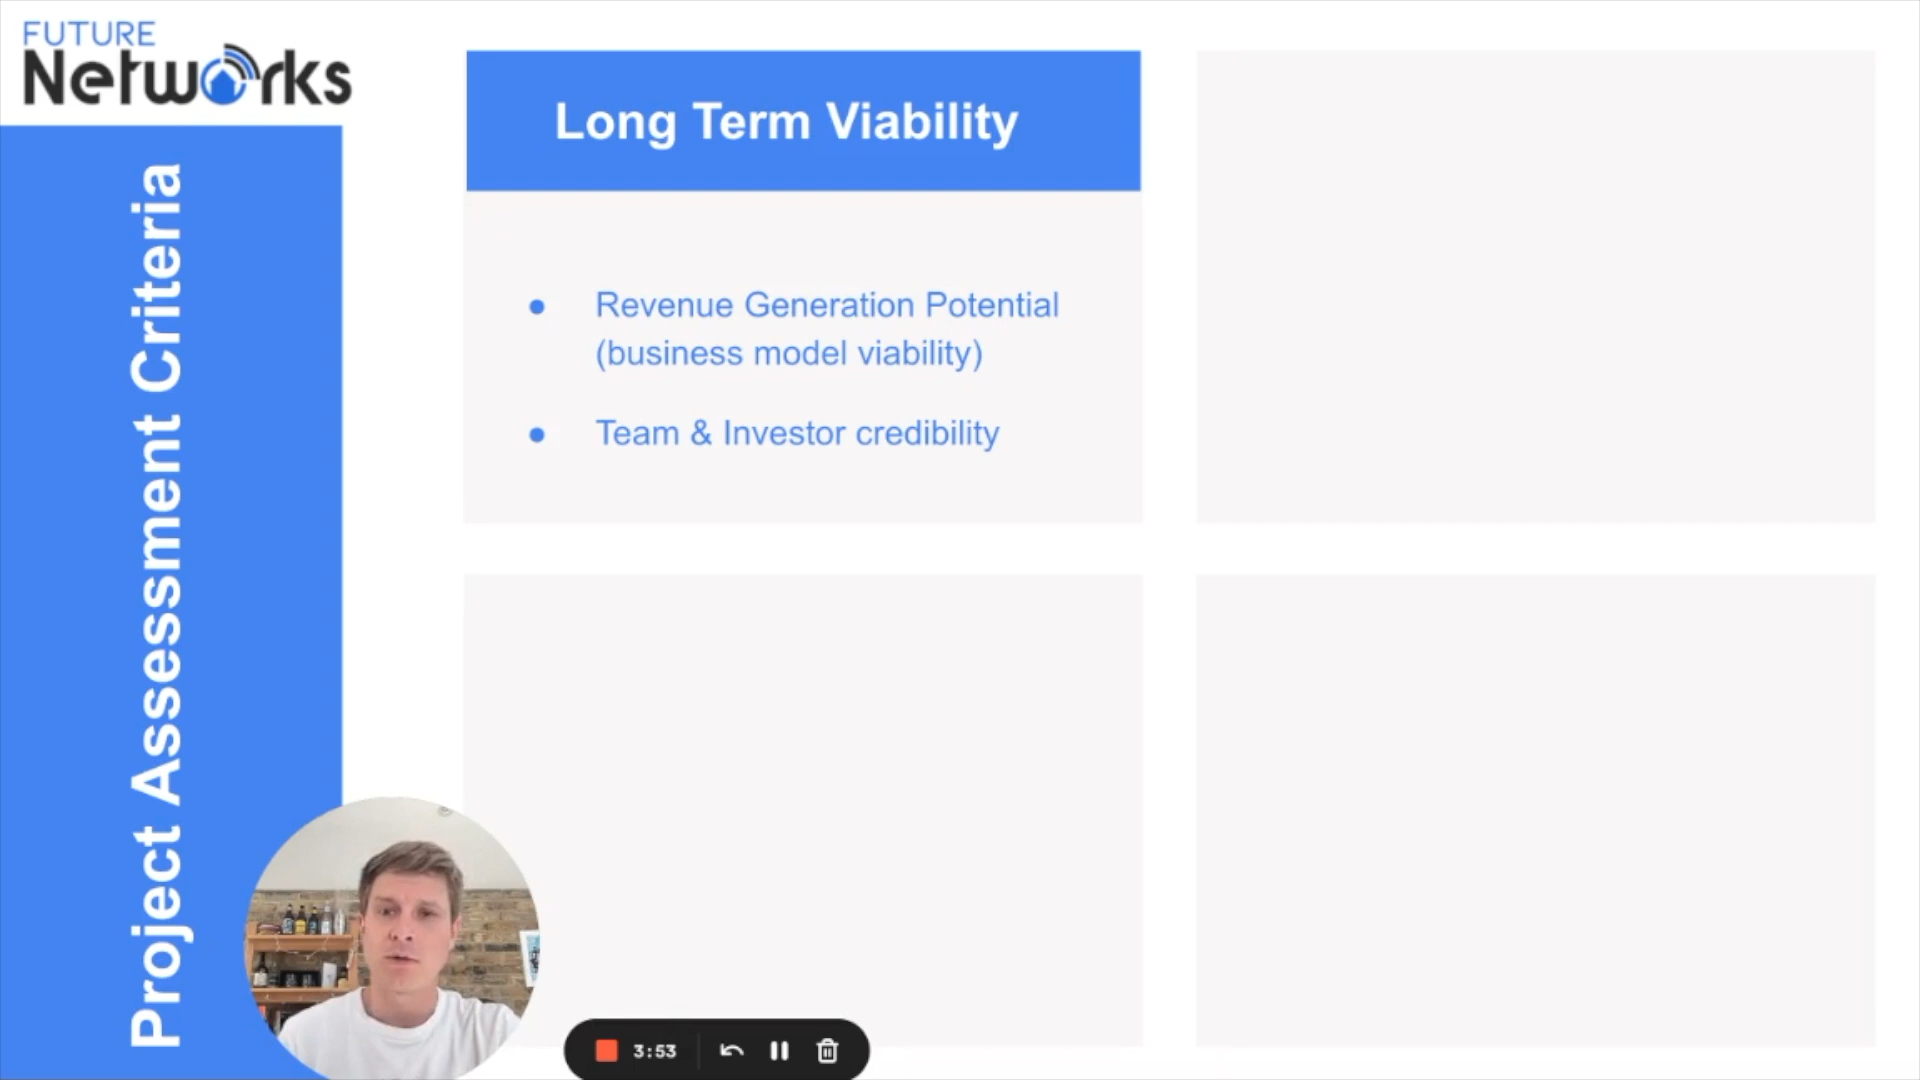 FUTURE
Networks
Project Assessment Criteria
Long Term Viability
● Revenue Generation Potential
(business model viability)
● Team & Investor credibility
3:53